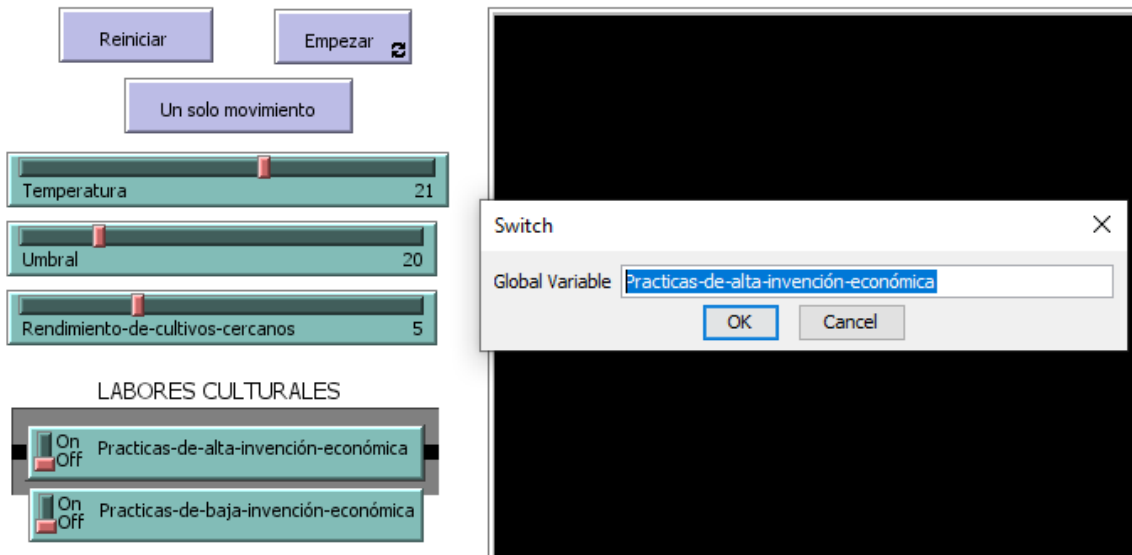 Reiniciar
Empezar
Un solo movimiento
Temperatura 21
Umbral 20
Rendimiento-de-cultivos-cercanos 5
LABORES CULTURALES
On
Off
Practicas-de-alta-invención-económica
On
Off
Practicas-de-baja-invención-económica
Switch
Global Variable Practicas-de-alta-invención-económica
OK Cancel